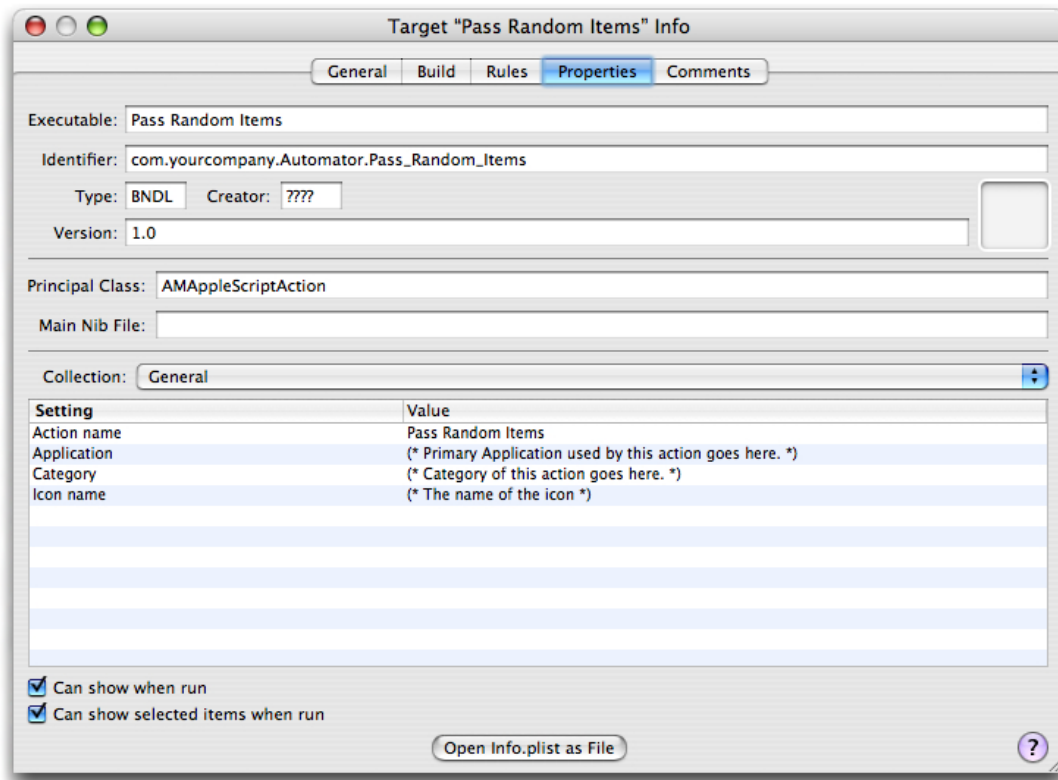 Target “Pass Random Items” Info
General Build Rules Properties Comments
Executable: Pass Random Items
Identifier: com.yourcompany.Automator.Pass_Random_Items
Type: BNDL Creator: ????
Version: 1.0
Principal Class: AMAppleScriptAction
Main Nib File:
Collection: General
Setting Value
Action name Pass Random Items
Application (* Primary Application used by this action goes here. *)
Category (* Category of this action goes here. *)
Icon name (* The name of the icon *)
Can show when run
Can show selected items when run
Open Info.plist as File ?